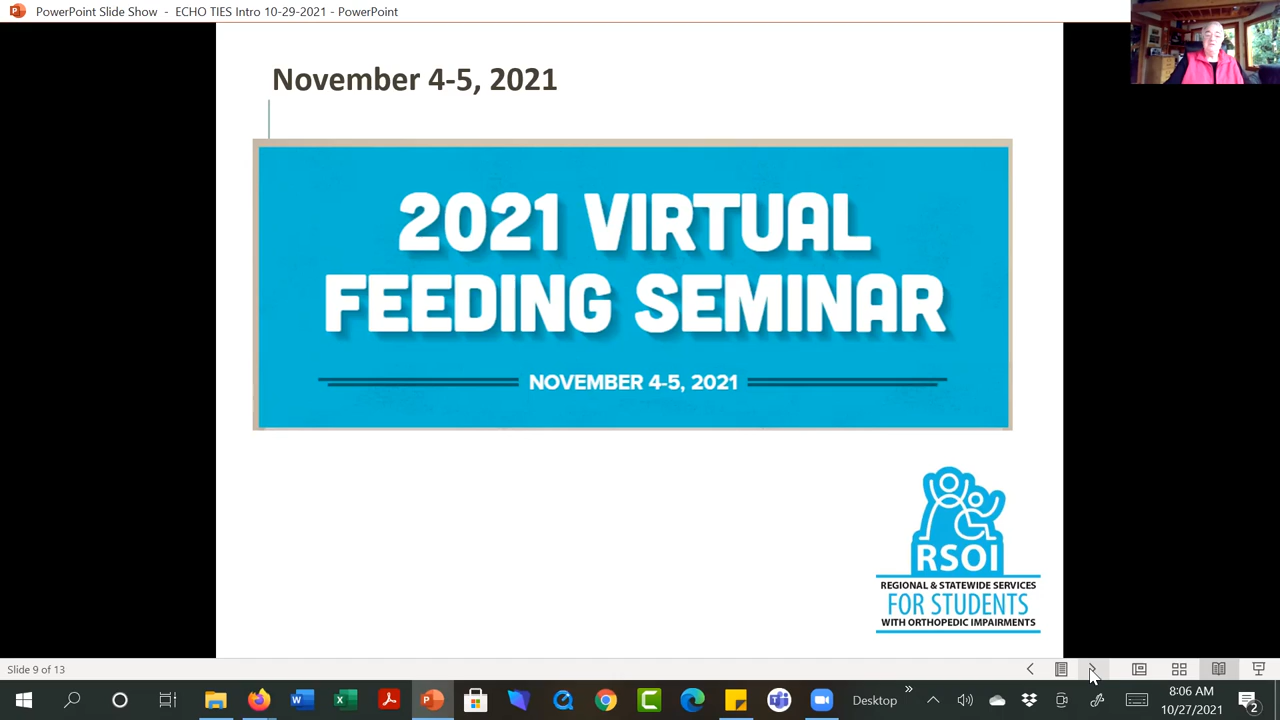 PowerPoint Slide Show - ECHO TIES Intro 10-29-2021 - PowerPoint
November 4-5, 2021
2021 VIRTUAL
FEEDING SEMINAR
NOVEMBER 4-5, 2021
RSOI
REGIONAL & STATEWIDE SERVICES
FOR STUDENTS
WITH ORTHOPEDIC IMPAIRMENTS
Slide 9 of 13
Desktop
8:06 AM
10/27/2021
2